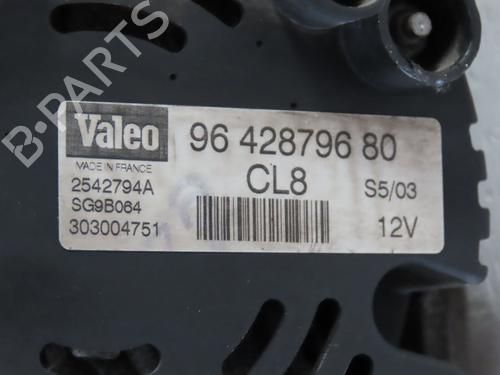 B-PARTS
Valeo
96 428796 80
MADE IN FRANCE
CL8
2542794A
S5/03
SG9B064
303004751
12V